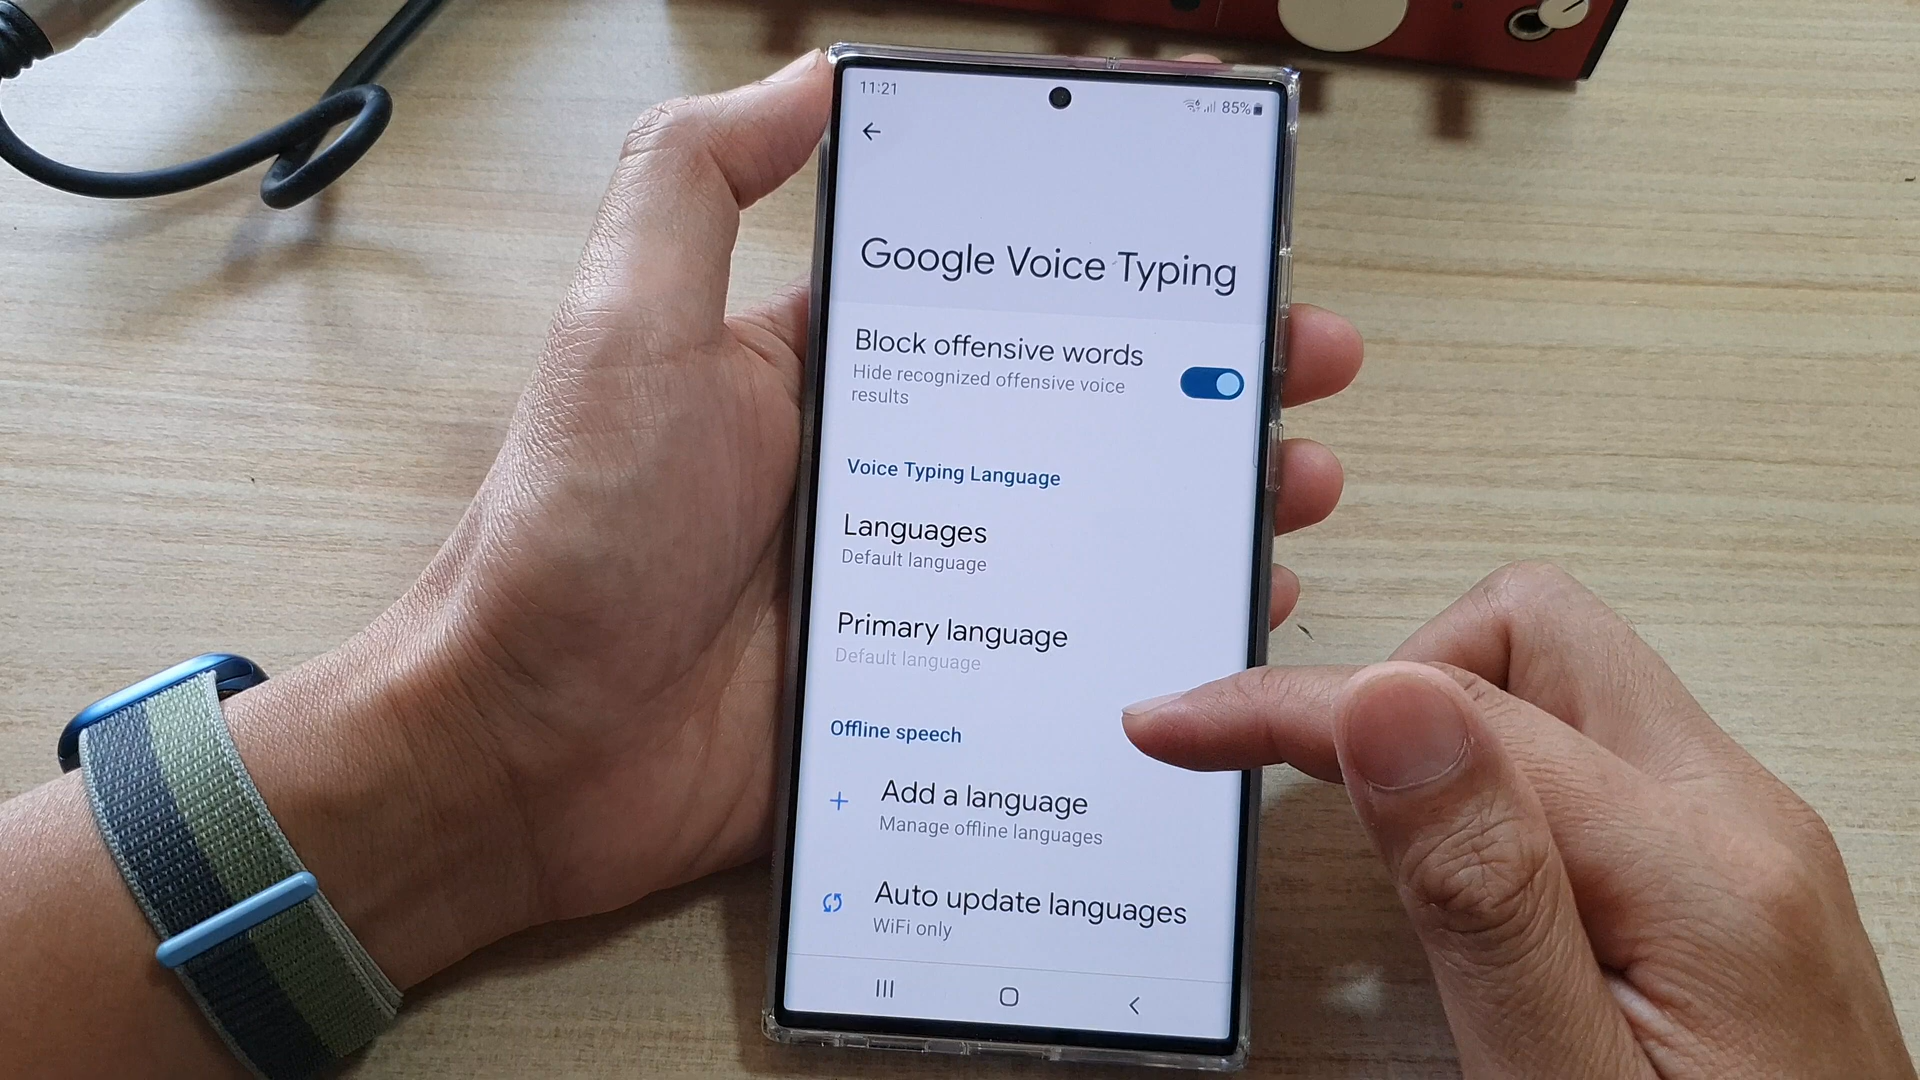 11:21
85%
Google Voice Typing
Block offensive words
Hide recognized offensive voice
results
Voice Typing Language
Languages
Default language
Primary language
Default language
Offline speech
Add a language
Manage offline languages
Auto update languages
WiFi only